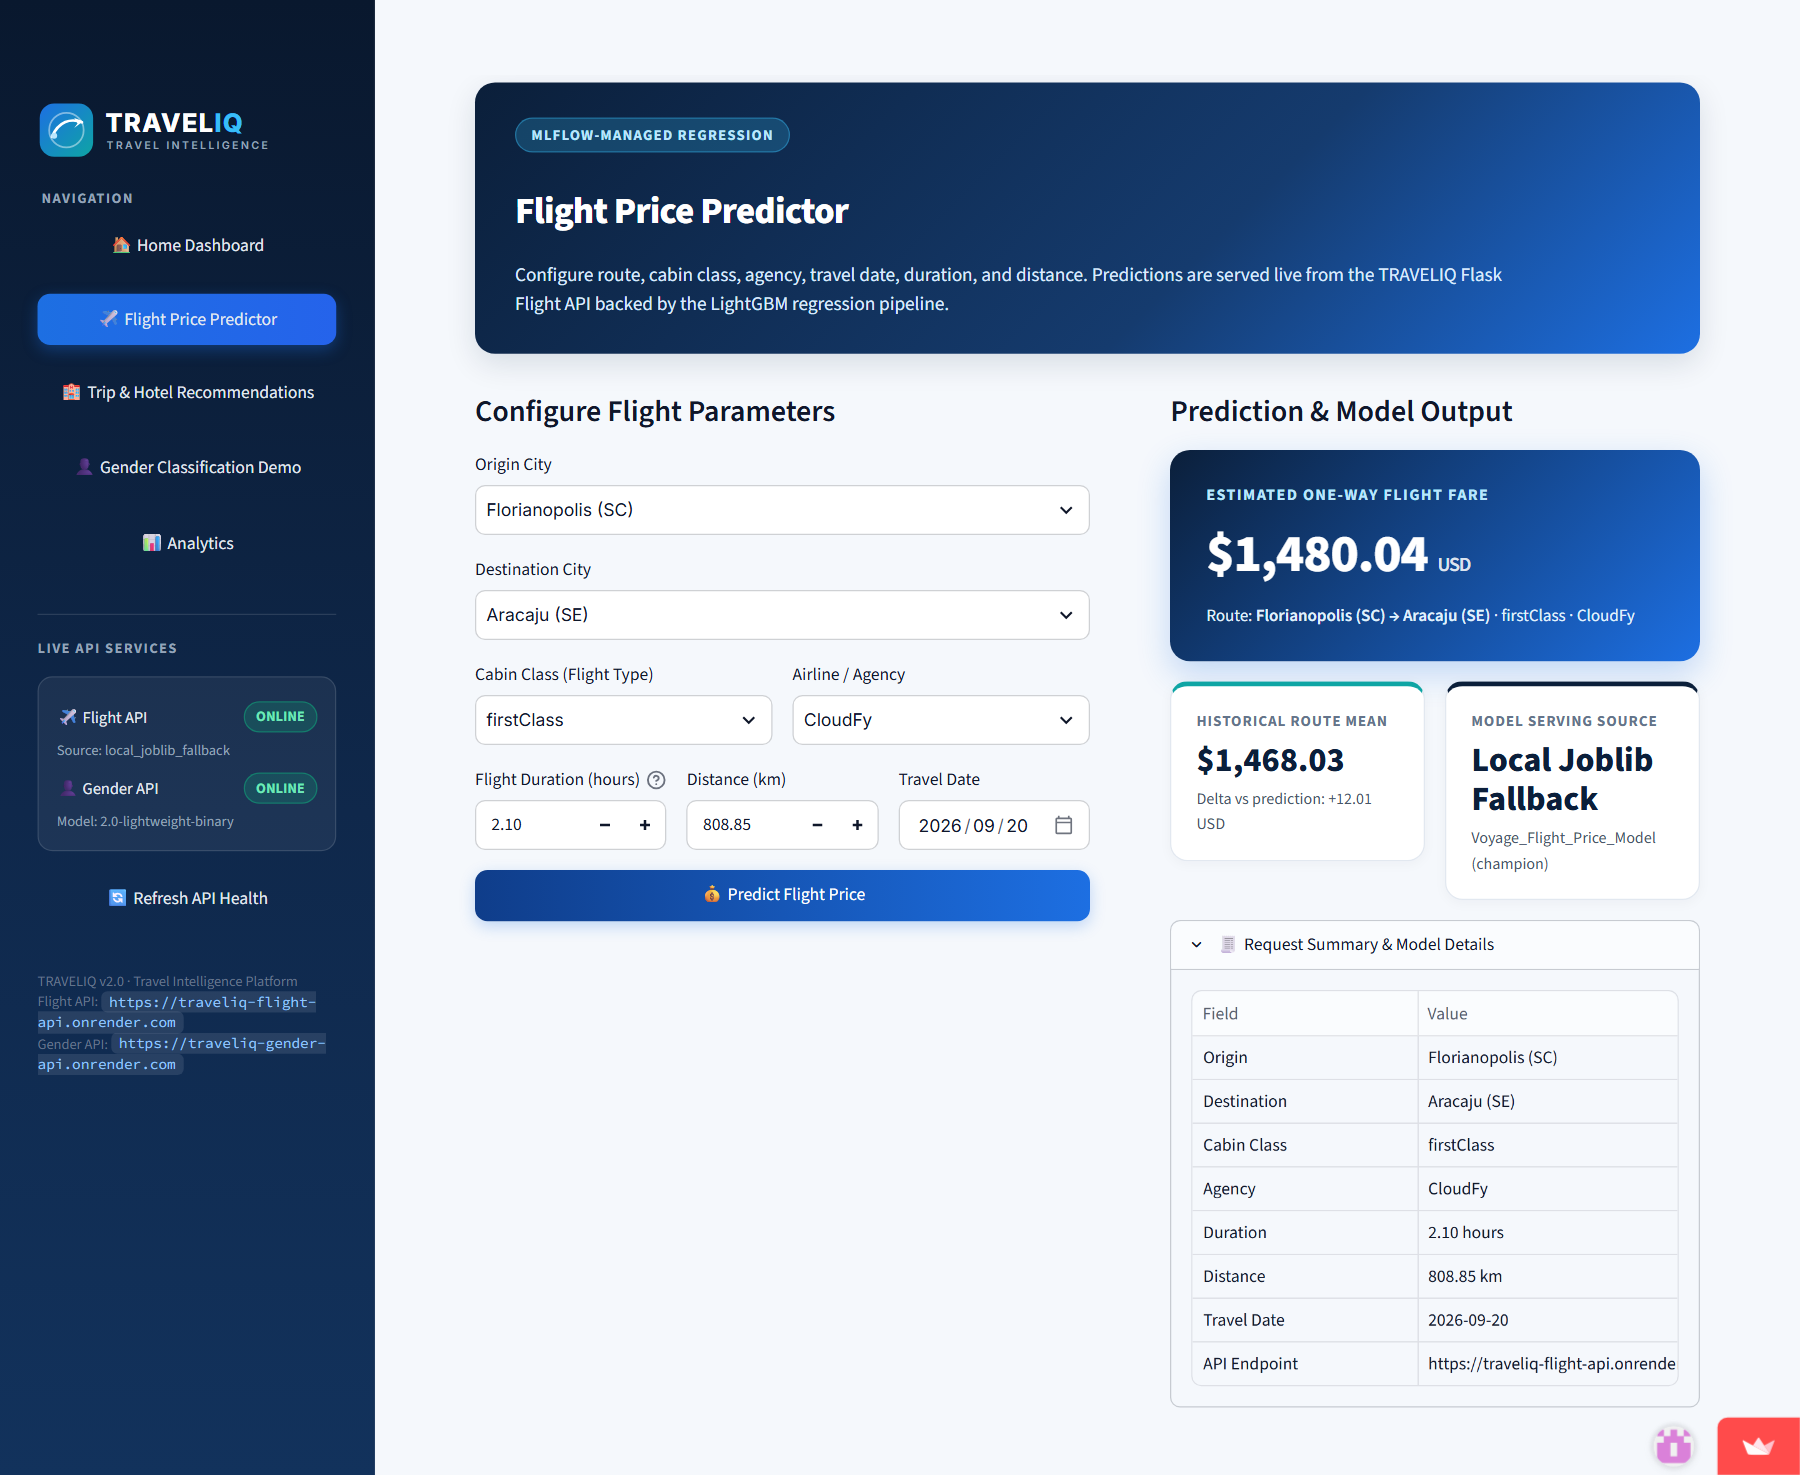 TRAVELIQ
TRAVEL INTELLIGENCE
NAVIGATION
Home Dashboard
Flight Price Predictor
Trip & Hotel Recommendations
Gender Classification Demo
Analytics
LIVE API SERVICES
Flight API ONLINE
Source: local_joblib_fallback
Gender API ONLINE
Model: 2.0-lightweight-binary
Refresh API Health
TRAVELIQ v2.0 · Travel Intelligence Platform
Flight API: https://traveliq-flight-
api.onrender.com
Gender API: https://traveliq-gender-
api.onrender.com
MLFLOW-MANAGED REGRESSION
Flight Price Predictor
Configure route, cabin class, agency, travel date, duration, and distance. Predictions are served live from the TRAVELIQ Flask
Flight API backed by the LightGBM regression pipeline.
Configure Flight Parameters
Origin City
Florianopolis (SC)
Destination City
Aracaju (SE)
Cabin Class (Flight Type) Airline / Agency
firstClass CloudFy
Flight Duration (hours) Distance (km) Travel Date
2.10 − + 808.85 − + 2026/09/20
Predict Flight Price
Prediction & Model Output
ESTIMATED ONE-WAY FLIGHT FARE
$1,480.04 USD
Route: Florianopolis (SC) → Aracaju (SE) · firstClass · CloudFy
HISTORICAL ROUTE MEAN
$1,468.03
Delta vs prediction: +12.01
USD
MODEL SERVING SOURCE
Local Joblib
Fallback
Voyage_Flight_Price_Model
(champion)
Request Summary & Model Details
Field Value
Origin Florianopolis (SC)
Destination Aracaju (SE)
Cabin Class firstClass
Agency CloudFy
Duration 2.10 hours
Distance 808.85 km
Travel Date 2026-09-20
API Endpoint https://traveliq-flight-api.onrende